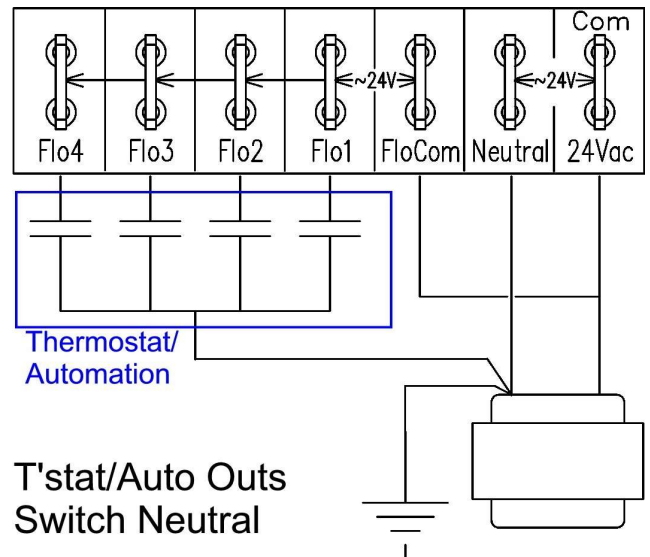 Com
~24V
~24V
Flo4 Flo3 Flo2 Flo1 FloCom Neutral 24Vac
Thermostat/
Automation
T'stat/Auto Outs
Switch Neutral